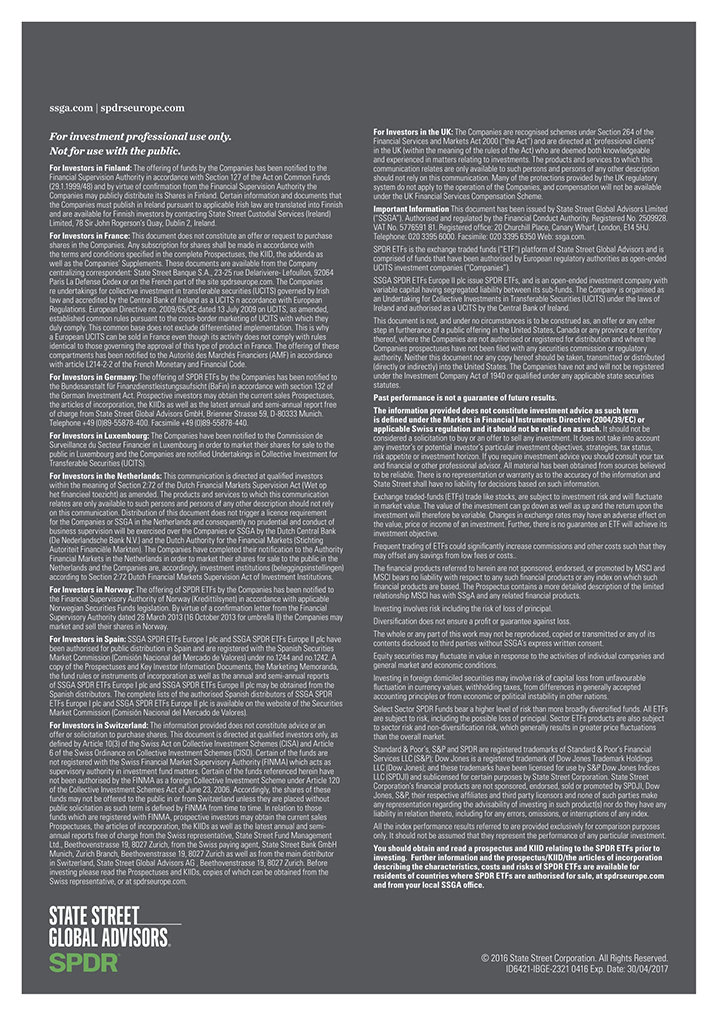 ssga.com | spdrseurope.com
For investment professional use only.
Not for use with the public.
For Investors in Finland: The offering of funds by the Companies has been notified to the
Financial Supervision Authority in accordance with Section 127 of the Act on Common Funds
(29.1.1999/48) and by virtue of confirmation from the Financial Supervision Authority the
Companies may publicly distribute its Shares in Finland. Certain information and documents that
the Companies must publish in Ireland pursuant to applicable Irish law are translated into Finnish
and are available for Finnish investors by contacting State Street Custodial Services (Ireland)
Limited, 78 Sir John Rogerson's Quay, Dublin 2, Ireland.
For Investors in France: This document does not constitute an offer or request to purchase
shares in the Companies. Any subscription for shares shall be made in accordance with
the terms and conditions specified in the complete Prospectuses, the KIID, the addenda as
well as the Companies' Supplements. These documents are available from the Company
centralizing correspondent: State Street Banque S.A., 23-25 rue Delariviere- Lefoullon, 92064
Paris La Defense Cedex or on the French part of the site spdrseurope.com. The Companies
re undertakings for collective investment in transferable securities (UCITS) governed by Irish
law and accredited by the Central Bank of Ireland as a UCITS n accordance with European
Regulations. European Directive no. 2009/65/CE dated 13 July 2009 on UCITS, as amended,
established common rules pursuant to the cross-border marketing of UCITS with which they
duly comply. This common base does not exclude differentiated implementation. This is why
a European UCITS can be sold in France even though its activity does not comply with rules
identical to those governing the approval of this type of product in France. The offering of these
compartments has been notified to the Autorité des Marchés Financiers (AMF) in accordance
with article L214-2-2 of the French Monetary and Financial Code.
For Investors in Germany: The offering of SPDR ETFs by the Companies has been notified to
the Bundesanstalt für Finanzdienstleistungsaufsicht (BaFin) in accordance with section 132 of
the German Investment Act. Prospective investors may obtain the current sales Prospectuses,
the articles of incorporation, the KIIDs as well as the latest annual and semi-annual report free
of charge from State Street Global Advisors GmbH, Brienner Strasse 59, D-80333 Munich.
Telephone +49 (0)89-55878-400. Facsimile +49 (0)89-55878-440.
For Investors in Luxembourg: The Companies have been notified to the Commission de
Surveillance du Secteur Financier in Luxembourg in order to market their shares for sale to the
public in Luxembourg and the Companies are notified Undertakings in Collective Investment for
Transferable Securities (UCITS).
For Investors in the Netherlands: This communication is directed at qualified investors
within the meaning of Section 2:72 of the Dutch Financial Markets Supervision Act (Wet op
het financieel toezicht) as amended. The products and services to which this communication
relates are only available to such persons and persons of any other description should not rely
on this communication. Distribution of this document does not trigger a licence requirement
for the Companies or SSGA in the Netherlands and consequently no prudential and conduct of
business supervision will be exercised over the Companies or SSGA by the Dutch Central Bank
(De Nederlandsche Bank N.V.) and the Dutch Authority for the Financial Markets (Stichting
Autoriteit Financiële Markten). The Companies have completed their notification to the Authority
Financial Markets in the Netherlands in order to market their shares for sale to the public in the
Netherlands and the Companies are, accordingly, investment institutions (beleggingsinstellingen)
according to Section 2:72 Dutch Financial Markets Supervision Act of Investment Institutions.
For Investors in Norway: The offering of SPDR ETFs by the Companies has been notified to
the Financial Supervisory Authority of Norway (Kredittilsynet) in accordance with applicable
Norwegian Securities Funds legislation. By virtue of a confirmation letter from the Financial
Supervisory Authority dated 28 March 2013 (16 October 2013 for umbrella II) the Companies may
market and sell their shares in Norway.
For Investors in Spain: SSGA SPDR ETFs Europe I plc and SSGA SPDR ETFs Europe II plc have
been authorised for public distribution in Spain and are registered with the Spanish Securities
Market Commission (Comisión Nacional del Mercado de Valores) under no.1244 and no.1242. A
copy of the Prospectuses and Key Investor Information Documents, the Marketing Memoranda,
the fund rules or instruments of incorporation as well as the annual and semi-annual reports
of SSGA SPDR ETFs Europe I plc and SSGA SPDR ETFs Europe II plc may be obtained from the
Spanish distributors. The complete lists of the authorised Spanish distributors of SSGA SPDR
ETFs Europe I plc and SSGA SPDR ETFs Europe II plc is available on the website of the Securities
Market Commission (Comisión Nacional del Mercado de Valores).
For Investors in Switzerland: The information provided does not constitute advice or an
offer or solicitation to purchase shares. This document is directed at qualified investors only, as
defined by Article 10(3) of the Swiss Act on Collective Investment Schemes (CISA) and Article
6 of the Swiss Ordinance on Collective Investment Schemes (CISO). Certain of the funds are
not registered with the Swiss Financial Market Supervisory Authority (FINMA) which acts as
supervisory authority in investment fund matters. Certain of the funds referenced herein have
not been authorised by the FINMA as a foreign Collective Investment Scheme under Article 120
of the Collective Investment Schemes Act of June 23, 2006. Accordingly, the shares of these
funds may not be offered to the public in or from Switzerland unless they are placed without
public solicitation as such term is defined by FINMA from time to time. In relation to those
funds which are registered with FINMA, prospective investors may obtain the current sales
Prospectuses, the articles of incorporation, the KIIDs as well as the latest annual and semi-
annual reports free of charge from the Swiss representative, State Street Fund Management
Ltd., Beethovenstrasse 19, 8027 Zurich, from the Swiss paying agent, State Street Bank GmbH
Munich, Zurich Branch, Beethovenstrasse 19, 8027 Zurich as well as from the main distributor
in Switzerland, State Street Global Advisors AG , Beethovenstrasse 19, 8027 Zurich. Before
investing please read the Prospectuses and KIIDs, copies of which can be obtained from the
Swiss representative, or at spdrseurope.com.
For Investors in the UK: The Companies are recognised schemes under Section 264 of the
Financial Services and Markets Act 2000 ("the Act") and are directed at 'professional clients'
in the UK (within the meaning of the rules of the Act) who are deemed both knowledgeable
and experienced in matters relating to investments. The products and services to which this
communication relates are only available to such persons and persons of any other description
should not rely on this communication. Many of the protections provided by the UK regulatory
system do not apply to the operation of the Companies, and compensation will not be available
under the UK Financial Services Compensation Scheme.
Important Information This document has been issued by State Street Global Advisors Limited
("SSGA"). Authorised and regulated by the Financial Conduct Authority. Registered No. 2509928.
VAT No. 5776591 81. Registered office: 20 Churchill Place, Canary Wharf, London, E14 5HJ.
Telephone: 020 3395 6000. Facsimile: 020 3395 6350 Web: ssga.com.
SPDR ETFs is the exchange traded funds ("ETF") platform of State Street Global Advisors and is
comprised of funds that have been authorised by European regulatory authorities as open-ended
UCITS investment companies ("Companies").
SSGA SPDR ETFs Europe II plc issue SPDR ETFs, and is an open-ended investment company with
variable capital having segregated liability between its sub-funds. The Company is organised as
an Undertaking for Collective Investments in Transferable Securities (UCITS) under the laws of
Ireland and authorised as a UCITS by the Central Bank of Ireland.
This document is not, and under no circumstances is to be construed as, an offer or any other
step in furtherance of a public offering in the United States, Canada or any province or territory
thereof, where the Companies are not authorised or registered for distribution and where the
Companies prospectuses have not been filed with any securities commission or regulatory
authority. Neither this document nor any copy hereof should be taken, transmitted or distributed
(directly or indirectly) into the United States. The Companies have not and will not be registered
under the Investment Company Act of 1940 or qualified under any applicable state securities
statutes.
Past performance is not a guarantee of future results.
The information provided does not constitute investment advice as such term
is defined under the Markets in Financial Instruments Directive (2004/39/EC) or
applicable Swiss regulation and it should not be relied on as such. It should not be
considered a solicitation to buy or an offer to sell any investment. It does not take into account
any investor's or potential investor's particular investment objectives, strategies, tax status,
risk appetite or investment horizon. If you require investment advice you should consult your tax
and financial or other professional advisor. All material has been obtained from sources believed
to be reliable. There is no representation or warranty as to the accuracy of the information and
State Street shall have no liability for decisions based on such information.
Exchange traded-funds (ETFs) trade like stocks, are subject to investment risk and will fluctuate
in market value. The value of the investment can go down as well as up and the return upon the
investment will therefore be variable. Changes in exchange rates may have an adverse effect on
the value, price or income of an investment. Further, there is no guarantee an ETF will achieve its
investment objective.
Frequent trading of ETFs could significantly increase commissions and other costs such that they
may offset any savings from low fees or costs..
The financial products referred to herein are not sponsored, endorsed, or promoted by MSCI and
MSCI bears no liability with respect to any such financial products or any index on which such
financial products are based. The Prospectus contains a more detailed description of the limited
relationship MSCI has with SSgA and any related financial products.
Investing involves risk including the risk of loss of principal.
Diversification does not ensure a profit or guarantee against loss.
The whole or any part of this work may not be reproduced, copied or transmitted or any of its
contents disclosed to third parties without SSGA's express written consent.
Equity securities may fluctuate in value in response to the activities of individual companies and
general market and economic conditions.
Investing in foreign domiciled securities may involve risk of capital loss from unfavourable
fluctuation in currency values, withholding taxes, from differences in generally accepted
accounting principles or from economic or political instability in other nations.
Select Sector SPDR Funds bear a higher level of risk than more broadly diversified funds. All ETFs
are subject to risk, including the possible loss of principal. Sector ETFs products are also subject
to sector risk and non-diversification risk, which generally results in greater price fluctuations
than the overall market.
Standard & Poor's, S&P and SPDR are registered trademarks of Standard & Poor's Financial
Services LLC (S&P); Dow Jones is a registered trademark of Dow Jones Trademark Holdings
LLC (Dow Jones); and these trademarks have been licensed for use by S&P Dow Jones Indices
LLC (SPDJI) and sublicensed for certain purposes by State Street Corporation. State Street
Corporation's financial products are not sponsored, endorsed, sold or promoted by SPDJI, Dow
Jones, S&P, their respective affiliates and third party licensors and none of such parties make
any representation regarding the advisability of investing in such product(s) nor do they have any
liability in relation thereto, including for any errors, omissions, or interruptions of any index.
All the index performance results referred to are provided exclusively for comparison purposes
only. It should not be assumed that they represent the performance of any particular investment.
You should obtain and read a prospectus and KIID relating to the SPDR ETFs prior to
investing. Further information and the prospectus/KIID/the articles of incorporation
describing the characteristics, costs and risks of SPDR ETFs are available for
residents of countries where SPDR ETFs are authorised for sale, at spdrseurope.com
and from your local SSGA office.
STATE STREET
GLOBAL ADVISORS®
SPDR®
© 2016 State Street Corporation. All Rights Reserved.
ID6421-IBGE-2321 0416 Exp. Date: 30/04/2017